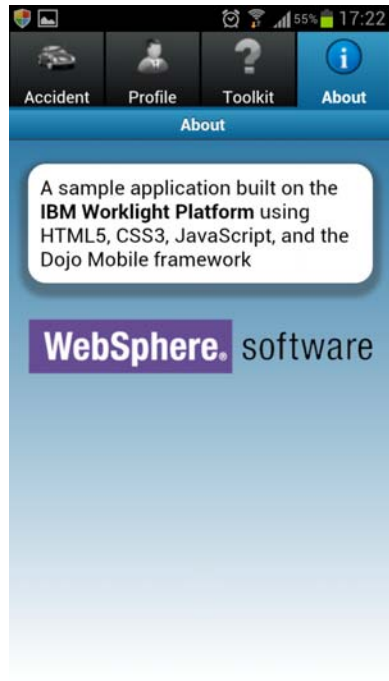 55% 17:22
Accident Profile Toolkit About
About
A sample application built on the
IBM Worklight Platform using
HTML5, CSS3, JavaScript, and the
Dojo Mobile framework
WebSphere® software